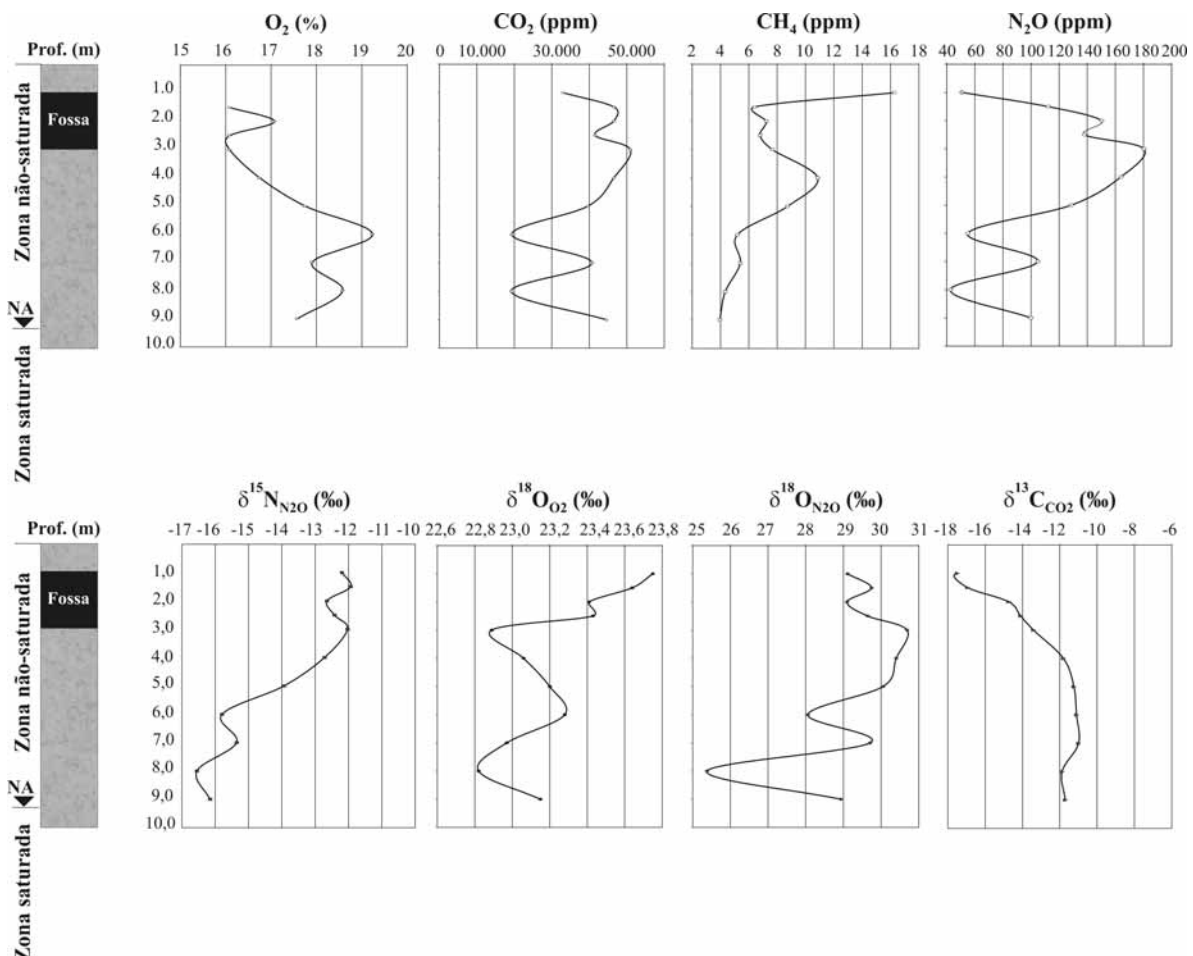 O2 (%) CO2 (ppm) CH4 (ppm) N2O (ppm)
Prof. (m) 15 16 17 18 19 20 0 10.000 30.000 50.000 2 4 6 8 10 12 14 16 18 40 60 80 100 120 140 160 180 200
1.0
Fossa 2.0
3.0
4.0
5.0
6.0
7.0
8.0
NA 9.0
10.0
Zona não-saturada
Zona saturada
δ15NN2O (‰) δ18OO2 (‰) δ18ON2O (‰) δ13CCO2 (‰)
Prof. (m) -17 -16 -15 -14 -13 -12 -11 -10 22,6 22,8 23,0 23,2 23,4 23,6 23,8 25 26 27 28 29 30 31 -18 -16 -14 -12 -10 -8 -6
1,0
Fossa 2,0
3,0
4,0
5,0
6,0
7,0
8,0
NA 9,0
10,0
Zona não-saturada
Zona saturada